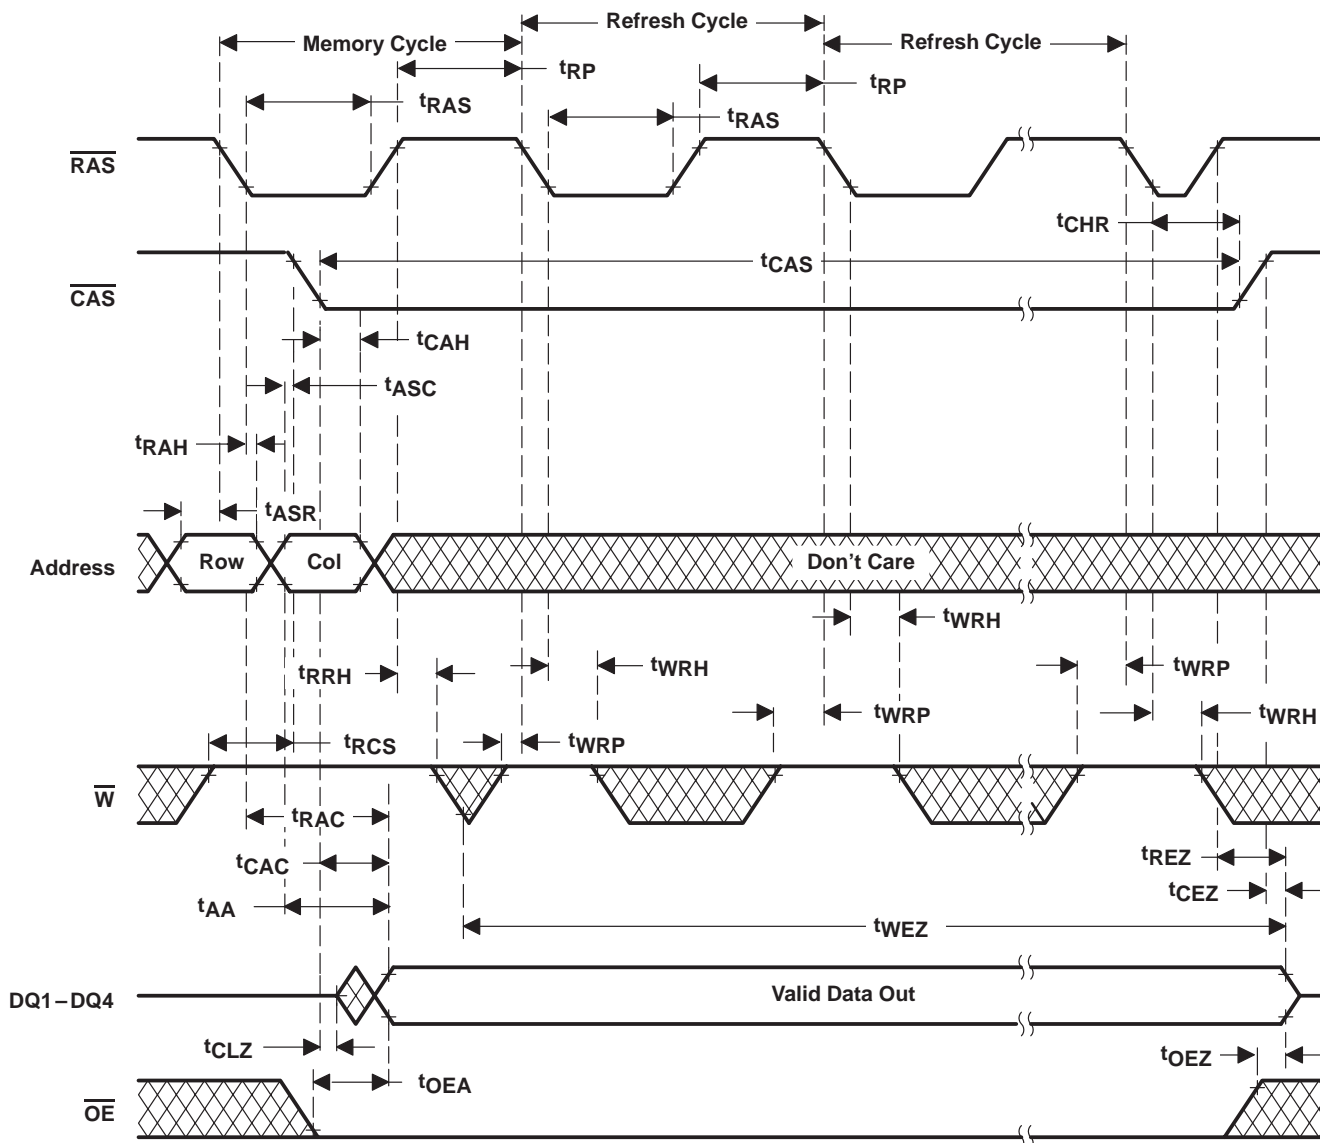 Refresh Cycle
Memory Cycle
Refresh Cycle
tRP
tRP
tRAS
tRAS
RAS
tCHR
tCAS
CAS
tCAH
tASC
tRAH
tASR
Address
Row
Col
Don't Care
tWRH
tRRH
tWRH
tWRP
tWRP
tWRH
tRCS
tWRP
W
tRAC
tCAC
tREZ
tCEZ
tAA
tWEZ
DQ1–DQ4
Valid Data Out
tCLZ
tOEZ
tOEA
OE